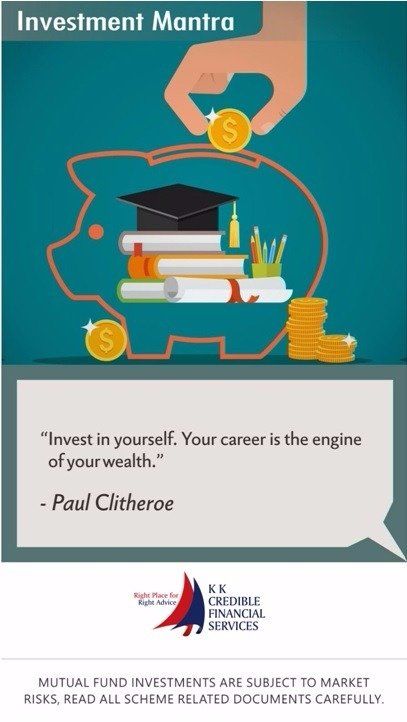 Investment Mantra
$
$
“Invest in yourself. Your career is the engine
of your wealth.”
- Paul Clitheroe
Right Place for
Right Advice
K K
CREDIBLE
FINANCIAL
SERVICES
MUTUAL FUND INVESTMENTS ARE SUBJECT TO MARKET
RISKS, READ ALL SCHEME RELATED DOCUMENTS CAREFULLY.